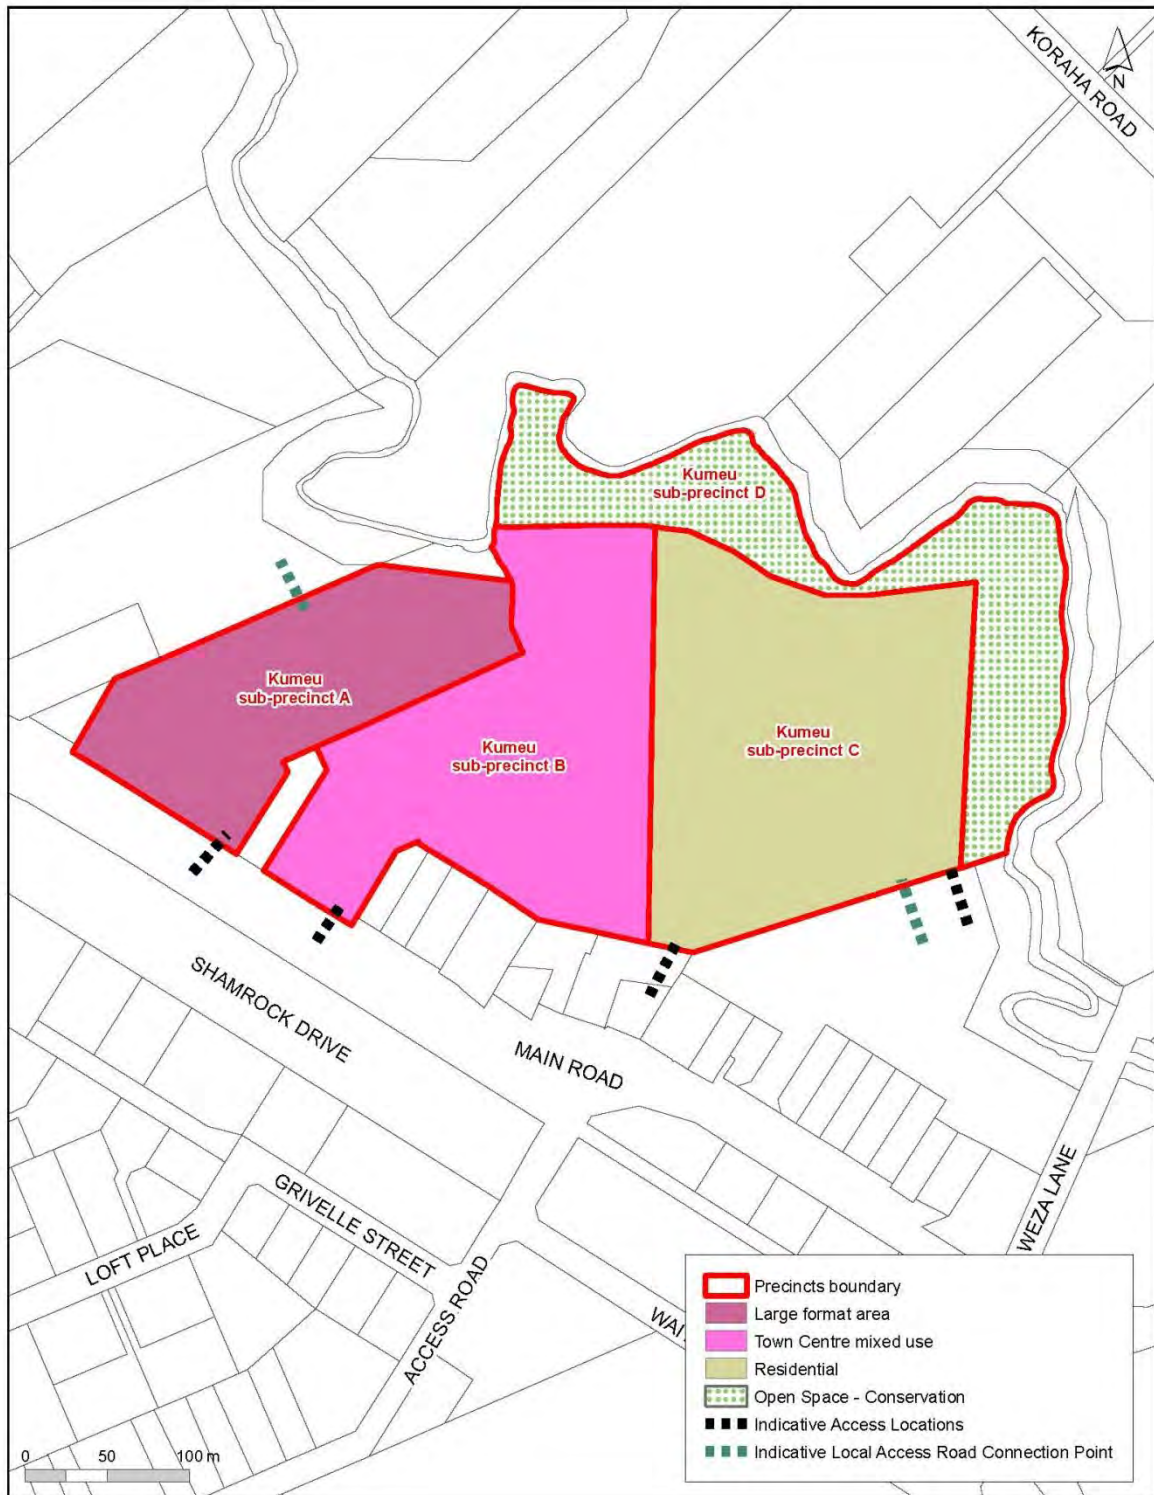 KORAHA ROAD
N
Kumeu
sub-precinct D
Kumeu
sub-precinct A
Kumeu
sub-precinct B
Kumeu
sub-precinct C
SHAMROCK DRIVE
MAIN ROAD
GRIVELLE STREET
LOFT PLACE
ACCESS ROAD
WEZA LANE
WAI
Precincts boundary
Large format area
Town Centre mixed use
Residential
Open Space - Conservation
Indicative Access Locations
Indicative Local Access Road Connection Point
0 50 100 m